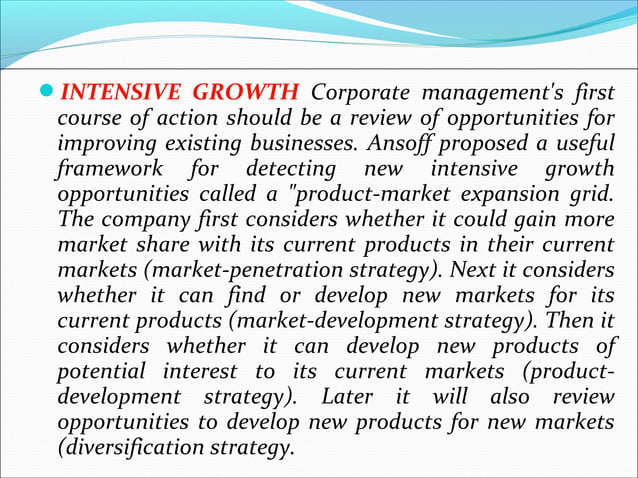 INTENSIVE GROWTH Corporate management's first
course of action should be a review of opportunities for
improving existing businesses. Ansoff proposed a useful
framework for detecting new intensive growth
opportunities called a "product-market expansion grid.
The company first considers whether it could gain more
market share with its current products in their current
markets (market-penetration strategy). Next it considers
whether it can find or develop new markets for its
current products (market-development strategy). Then it
considers whether it can develop new products of
potential interest to its current markets (product-
development strategy). Later it will also review
opportunities to develop new products for new markets
(diversification strategy.